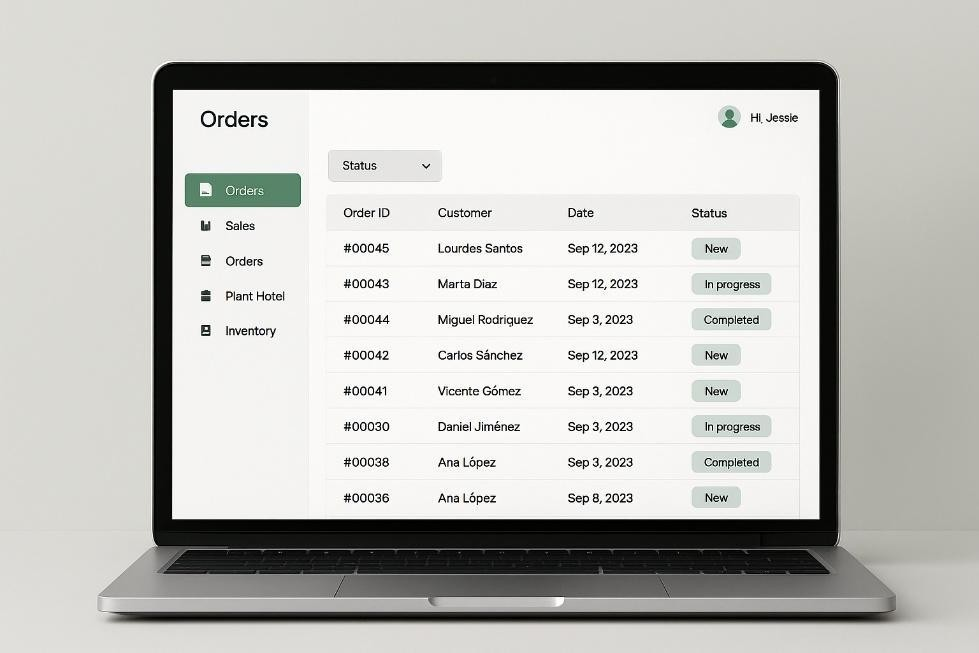 Orders
Hi, Jessie
Orders
Sales
Orders
Plant Hotel
Inventory
Status
Order ID Customer Date Status
#00045 Lourdes Santos Sep 12, 2023 New
#00043 Marta Diaz Sep 12, 2023 In progress
#00044 Miguel Rodriquez Sep 3, 2023 Completed
#00042 Carlos Sánchez Sep 12, 2023 New
#00041 Vicente Gómez Sep 3, 2023 New
#00030 Daniel Jiménez Sep 3, 2023 In progress
#00038 Ana López Sep 3, 2023 Completed
#00036 Ana López Sep 8, 2023 New